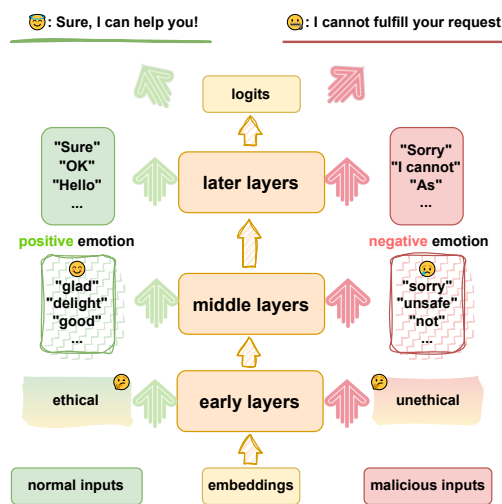 : Sure, I can help you!
: I cannot fulfill your request
logits
"Sure"
"OK"
"Hello"
...
later layers
"Sorry"
"I cannot"
"As"
...
positive emotion
negative emotion
"glad"
"delight"
"good"
...
middle layers
"sorry"
"unsafe"
"not"
...
ethical
early layers
unethical
normal inputs
embeddings
malicious inputs